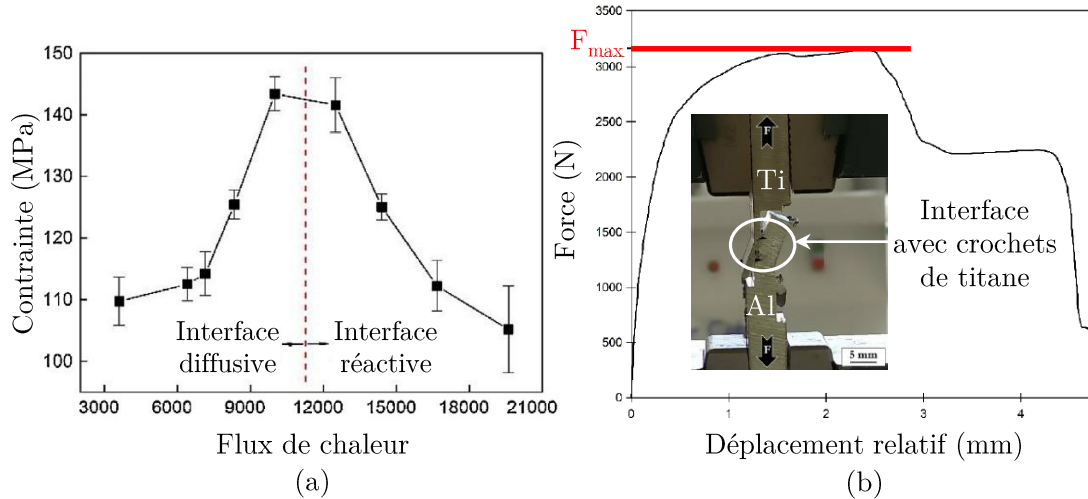 150
140
130
120
110
100
Contrainte (MPa)
Interface diffusive
Interface réactive
3000 6000 9000 12000 15000 18000 21000
Flux de chaleur
(a)
3500
3000
2500
2000
1500
1000
500
0
Force (N)
Fmax
F
Ti
Al
F
5 mm
Interface
avec crochets
de titane
0 1 2 3 4
Déplacement relatif (mm)
(b)